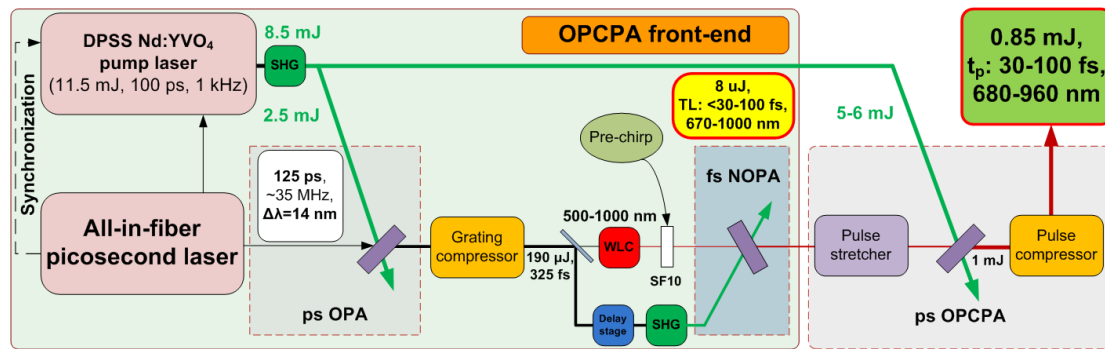 DPSS Nd:YVO4
pump laser
(11.5 mJ, 100 ps, 1 kHz)
8.5 mJ
SHG
OPCPA front-end
0.85 mJ,
tp: 30-100 fs,
680-960 nm
Synchronization
2.5 mJ
8 uJ,
TL: <30-100 fs,
670-1000 nm
5-6 mJ
Pre-chirp
125 ps,
~35 MHz,
Δλ=14 nm
fs NOPA
All-in-fiber
picosecond laser
Grating
compressor
500-1000 nm
WLC
SF10
190 µJ,
325 fs
Pulse
stretcher
1 mJ
Pulse
compressor
ps OPA
Delay
stage
SHG
ps OPCPA